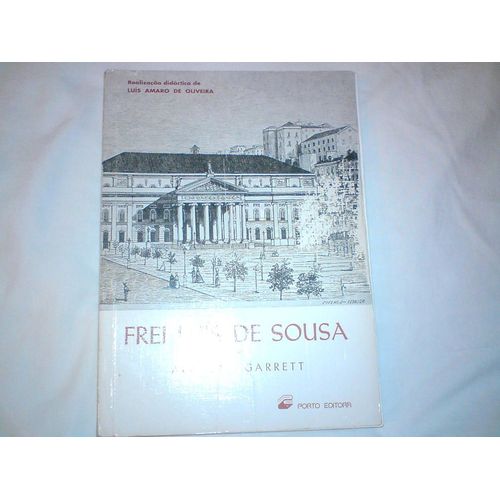 Realização didáctica de
LUÍS AMARO DE OLIVEIRA
FREI DE SOUSA
GARRETT
PORTO EDITORA